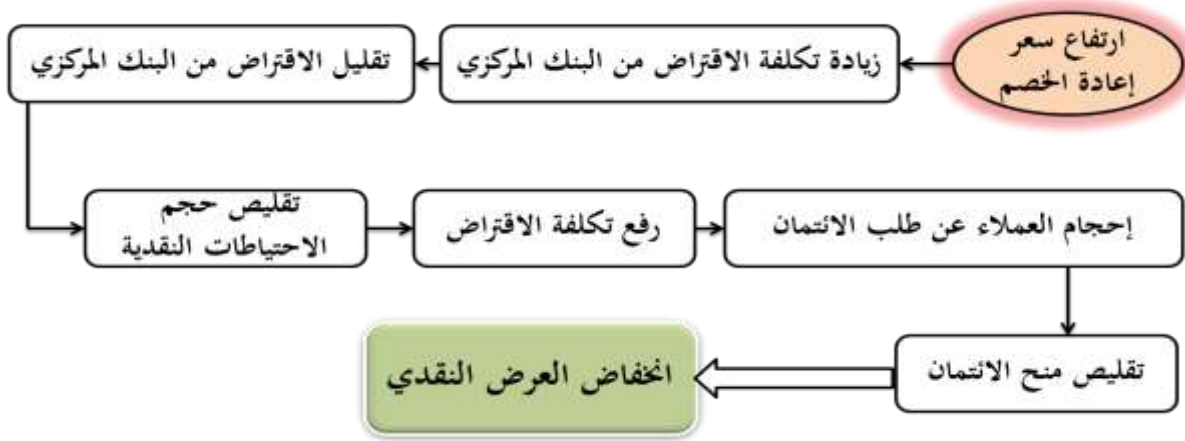 ارتفاع سعر
إعادة الخصم
زيادة تكلفة الاقتراض من البنك المركزي
تقليل الاقتراض من البنك المركزي
تقليص حجم
الاحتياطات النقدية
رفع تكلفة الاقتراض
إحجام العملاء عن طلب الائتمان
تقليص منح الائتمان
انخفاض العرض النقدي